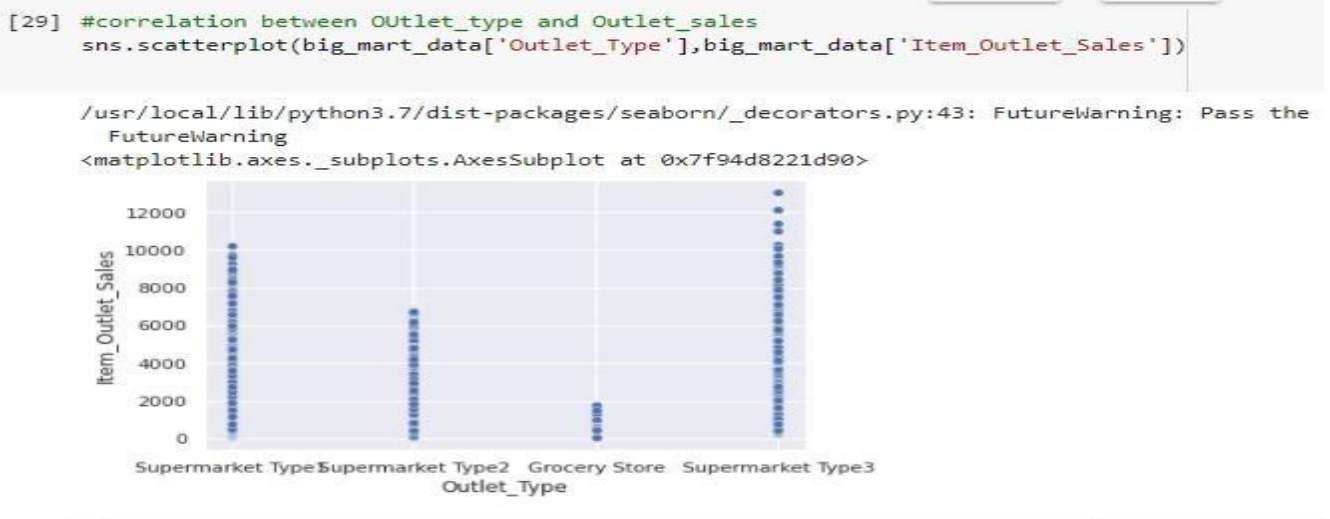 [29] #correlation between OUtlet_type and Outlet_sales
sns.scatterplot(big_mart_data['Outlet_Type'],big_mart_data['Item_Outlet_Sales'])
/usr/local/lib/python3.7/dist-packages/seaborn/_decorators.py:43: FutureWarning: Pass the
FutureWarning
<matplotlib.axes._subplots.AxesSubplot at 0x7f94d8221d90>
12000
10000
8000
6000
4000
2000
0
Item_Outlet_Sales
Supermarket Type1 Supermarket Type2 Grocery Store Supermarket Type3
Outlet_Type